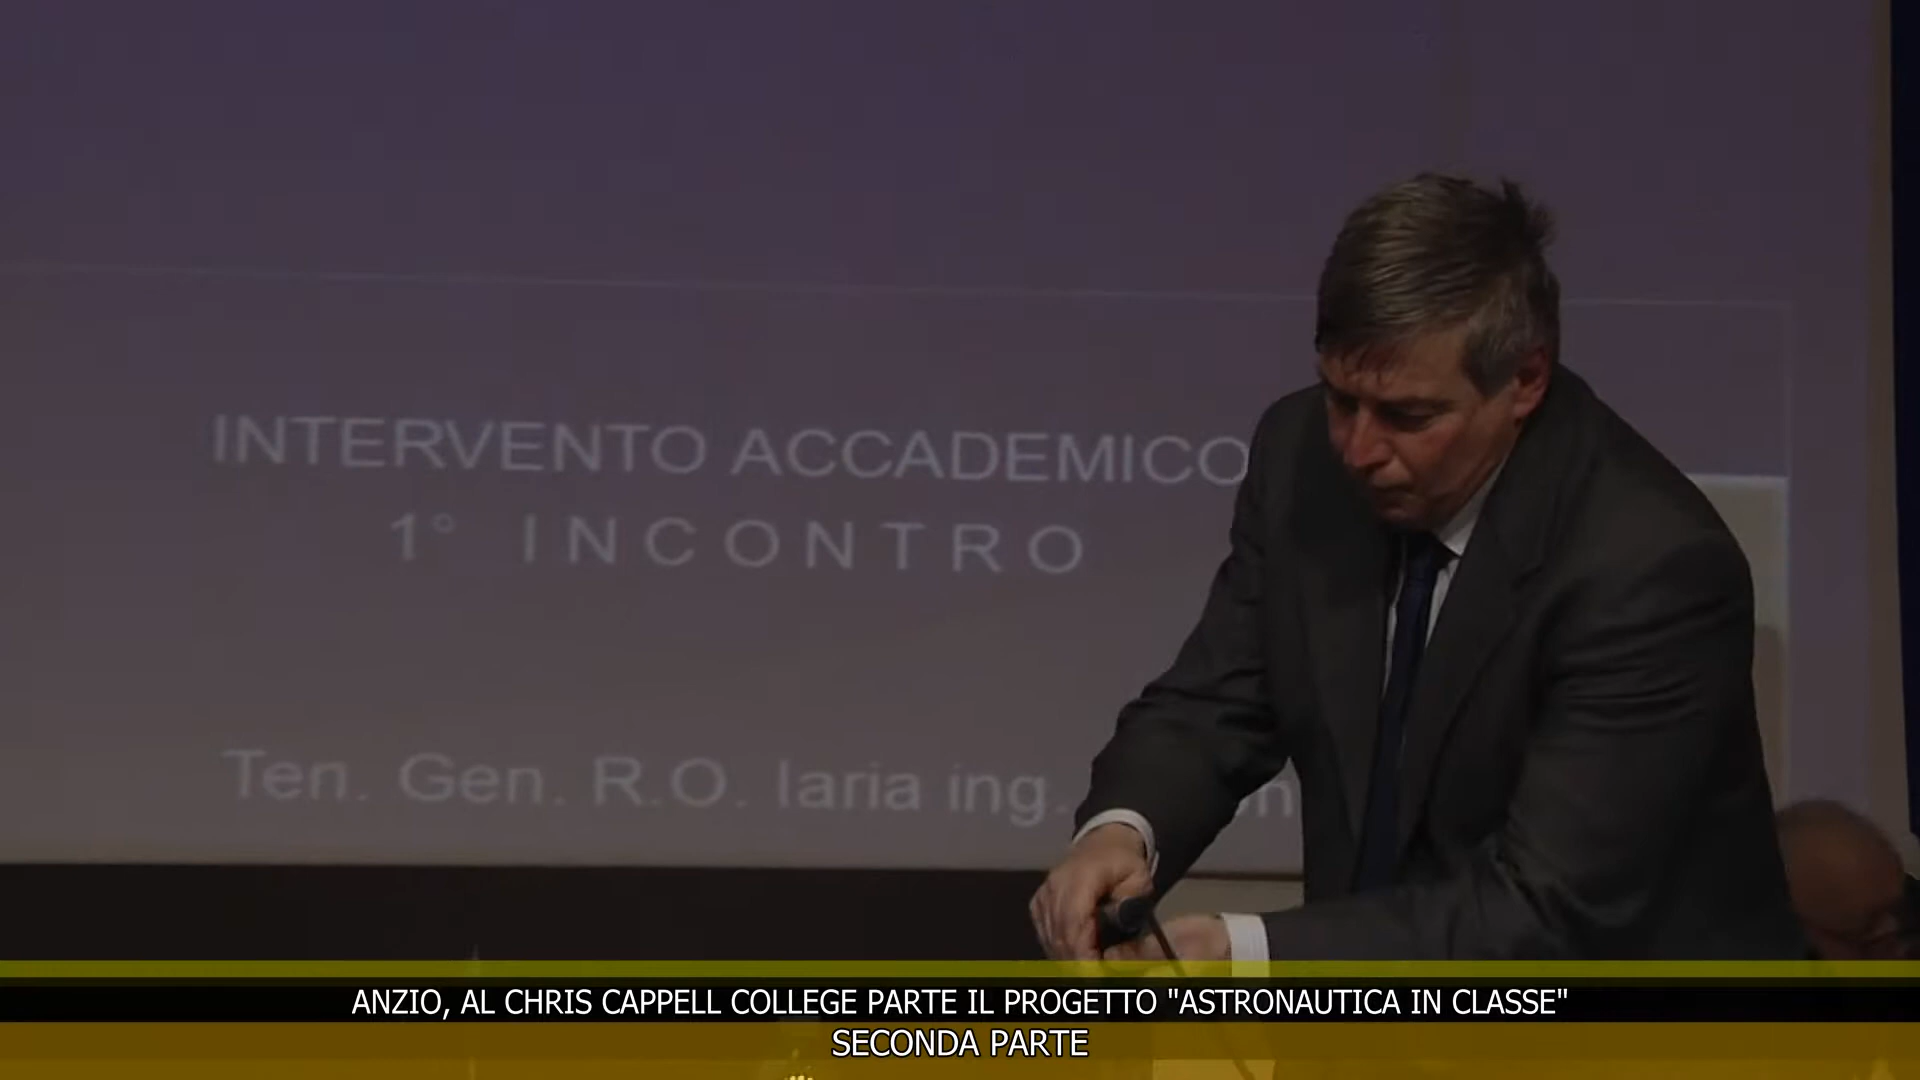 INTERVENTO ACCADEMICO
1° INCONTRO
Ten. Gen. R.O. Iaria ing.
ANZIO, AL CHRIS CAPPELL COLLEGE PARTE IL PROGETTO "ASTRONAUTICA IN CLASSE"
SECONDA PARTE